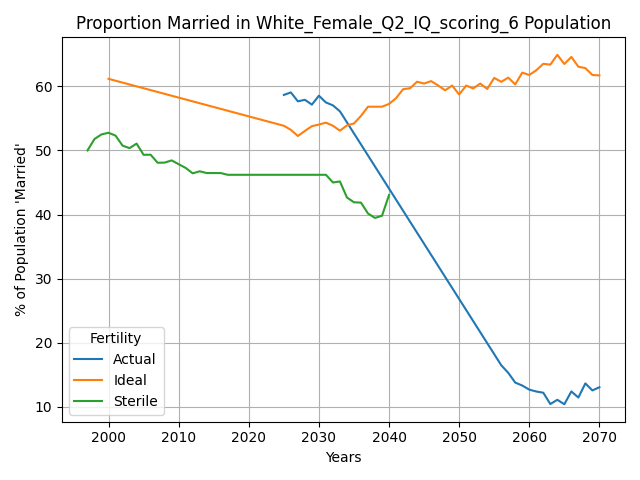 Proportion Married in White_Female_Q2_IQ_scoring_6 Population
% of Population 'Married'
60
50
40
30
20
10
Fertility
Actual
Ideal
Sterile
2000 2010 2020 2030 2040 2050 2060 2070
Years